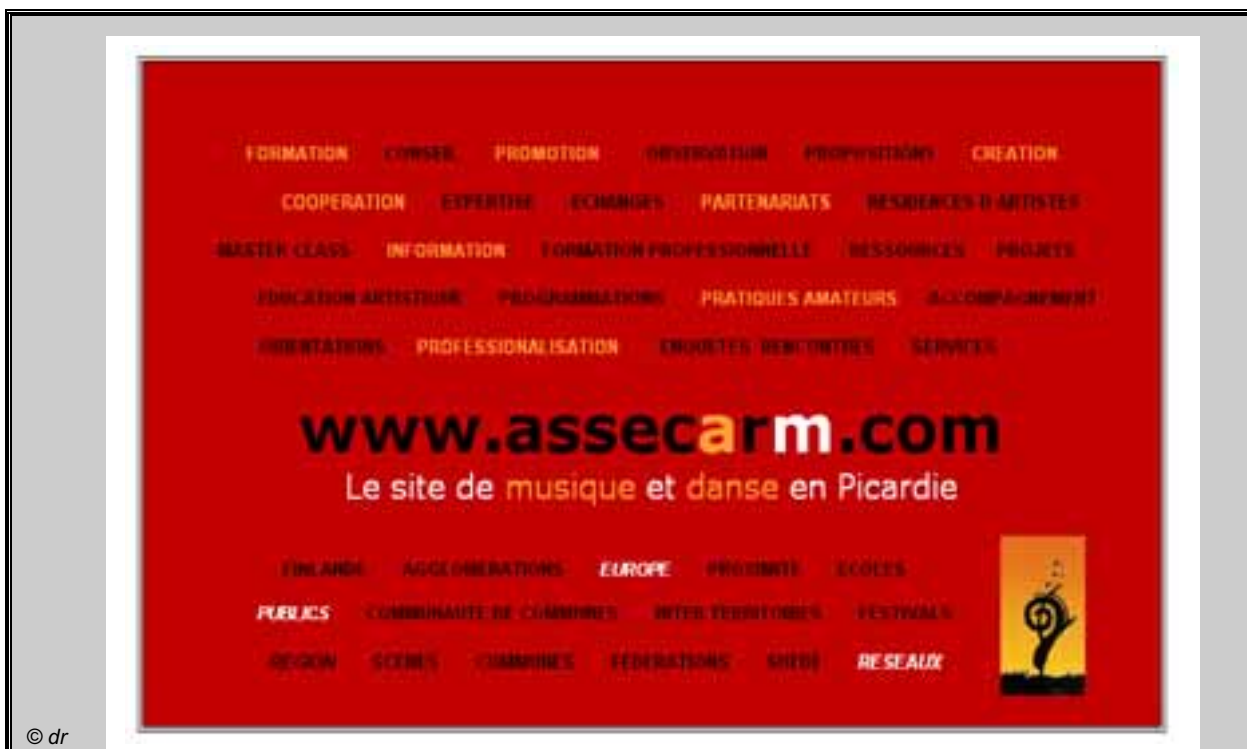 FORMATION CONSEIL PROMOTION OBSERVATION PROPOSITIONS CREATION
COOPERATION EXPERTISE ECHANGES PARTENARIATS RESIDENCES D ARTISTES
MASTER CLASS INFORMATION FORMATION PROFESSIONNELLE RESSOURCES PROJETS
EDUCATION ARTISTIQUE PROGRAMMATIONS PRATIQUES AMATEURS ACCOMPAGNEMENT
ORIENTATIONS PROFESSIONALISATION ENQUETES RENCONTRES SERVICES
www.assecarm.com
Le site de musique et danse en Picardie
FINLANDE AGGLOMERATIONS EUROPE PROXIMITE ECOLES
PUBLICS COMMUNAUTE DE COMMUNES INTER TERRITOIRES FESTIVALS
REGION SCENES COMMUNES FEDERATIONS SUEDE RESEAUX
© dr